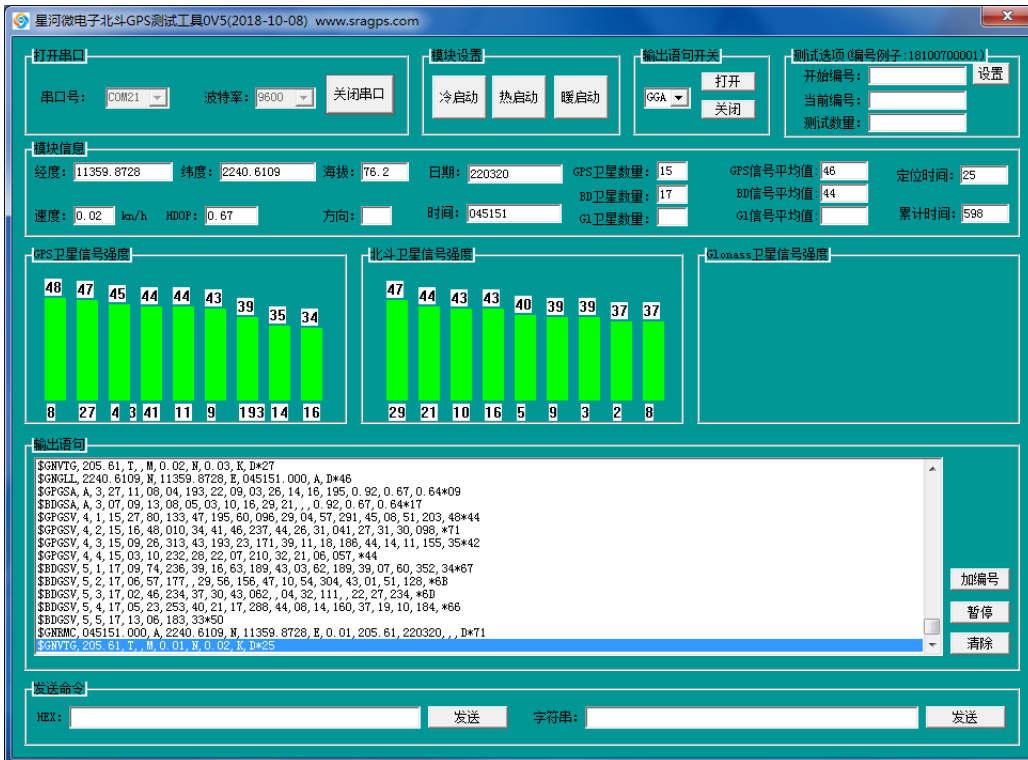 星河微电子北斗GPS测试工具0V5(2018-10-08) www.sragps.com
打开串口
串口号: COM21 波特率: 9600 关闭串口
模块设置
冷启动 热启动 暖启动
输出语句开关
GGA 打开 关闭
测试选项(编号例子:18100700001)
开始编号: 设置
当前编号:
测试数量:
模块信息
经度: 11359.8728 纬度: 2240.6109 海拔: 76.2 日期: 220320 GPS卫星数量: 15 GPS信号平均值: 46 定位时间: 25
BD卫星数量: 17 BD信号平均值: 44
速度: 0.02 km/h HDOP: 0.67 方向: 时间: 045151 Gl卫星数量: Gl信号平均值: 累计时间: 598
GPS卫星信号强度
48 47 45 44 44 43 39 35 34
8 27 4 3 41 11 9 193 14 16
北斗卫星信号强度
47 44 43 43 40 39 39 37 37
29 21 10 16 5 9 3 2 8
Glonass卫星信号强度
输出语句
$GNVTG,205.61,T,,M,0.02,N,0.03,K,D*27
$GNGLL,2240.6109,N,11359.8728,E,045151.000,A,D*46
$GPGSA,A,3,27,11,08,04,193,22,09,03,26,14,16,195,0.92,0.67,0.64*09
$BDGSA,A,3,07,09,13,08,05,03,10,16,29,21,,,0.92,0.67,0.64*17
$GPGSV,4,1,15,27,80,133,47,195,60,096,29,04,57,291,45,08,51,203,48*44
$GPGSV,4,2,15,16,48,010,34,41,46,237,44,26,31,041,27,31,30,098,*71
$GPGSV,4,3,15,09,26,313,43,193,23,171,39,11,18,186,44,14,11,155,35*42
$GPGSV,4,4,15,03,10,232,28,22,07,210,32,21,06,057,*44
$BDGSV,5,1,17,09,74,236,39,16,63,189,43,03,62,189,39,07,60,352,34*67
$BDGSV,5,2,17,06,57,177,,29,56,156,47,10,54,304,43,01,51,128,*6B
$BDGSV,5,3,17,02,46,234,37,30,43,062,,04,32,111,,22,27,234,*6D
$BDGSV,5,4,17,05,23,253,40,21,17,288,44,08,14,160,37,19,10,184,*66
$BDGSV,5,5,17,13,06,183,33*50
$GNRMC,045151.000,A,2240.6109,N,11359.8728,E,0.01,205.61,220320,,,D*71
$GNVTG,205.61,T,,M,0.01,N,0.02,K,D*25
加编号
暂停
清除
发送命令
HEX: 发送 字符串: 发送